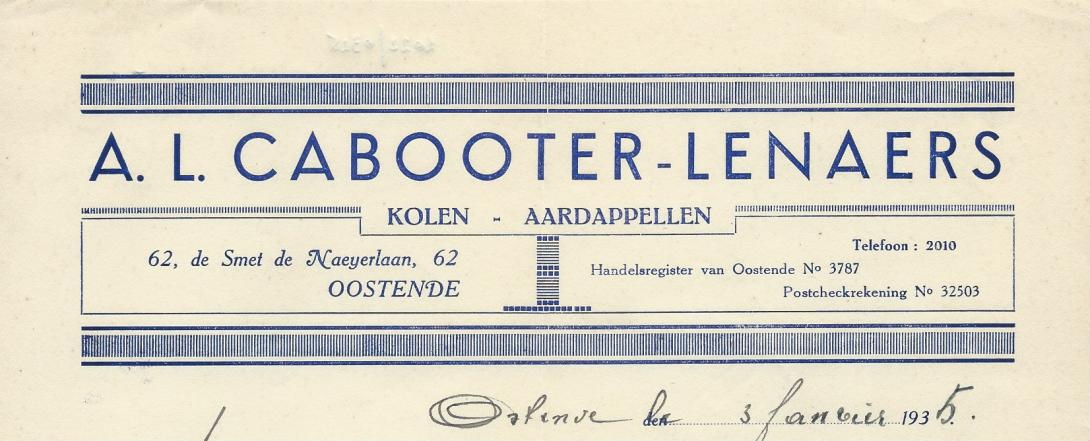 A. L. CABOOTER-LENAERS
KOLEN - AARDAPPELLEN
62, de Smet de Naeyerlaan, 62
OOSTENDE
Telefoon : 2010
Handelsregister van Oostende No 3787
Postcheckrekening No 32503
Ostende le 3 Janvier 1935.